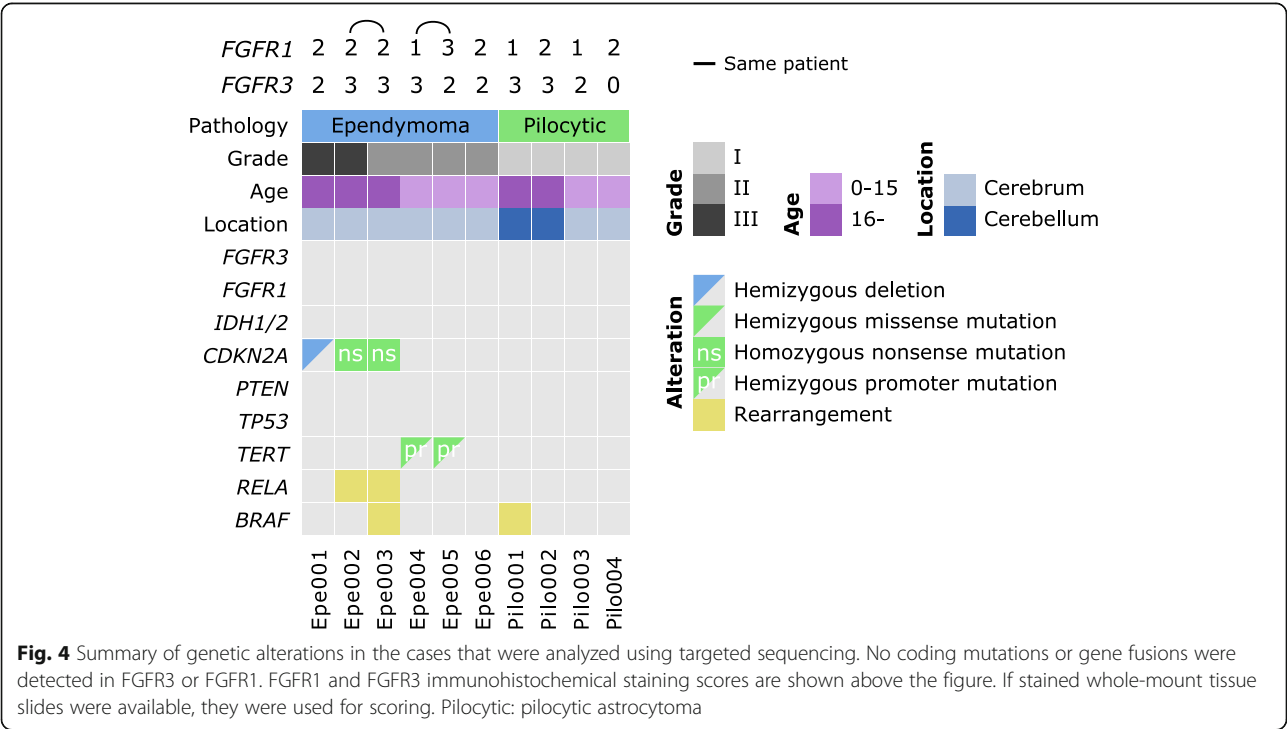 FGFR1 2 2 2 1 3 2 1 2 1 2
Same patient
FGFR3 2 3 3 3 2 2 3 3 2 0
Pathology Ependymoma Pilocytic
Grade
Age
Location
FGFR3
FGFR1
IDH1/2
CDKN2A ns ns
PTEN
TP53
TERT pr pr
RELA
BRAF
Epe001
Epe002
Epe003
Epe004
Epe005
Epe006
Pilo001
Pilo002
Pilo003
Pilo004
Grade
I
II
III
Age
0-15
16-
Location
Cerebrum
Cerebellum
Alteration
Hemizygous deletion
Hemizygous missense mutation
ns Homozygous nonsense mutation
pr Hemizygous promoter mutation
Rearrangement
Fig. 4 Summary of genetic alterations in the cases that were analyzed using targeted sequencing. No coding mutations or gene fusions were
detected in FGFR3 or FGFR1. FGFR1 and FGFR3 immunohistochemical staining scores are shown above the figure. If stained whole-mount tissue
slides were available, they were used for scoring. Pilocytic: pilocytic astrocytoma